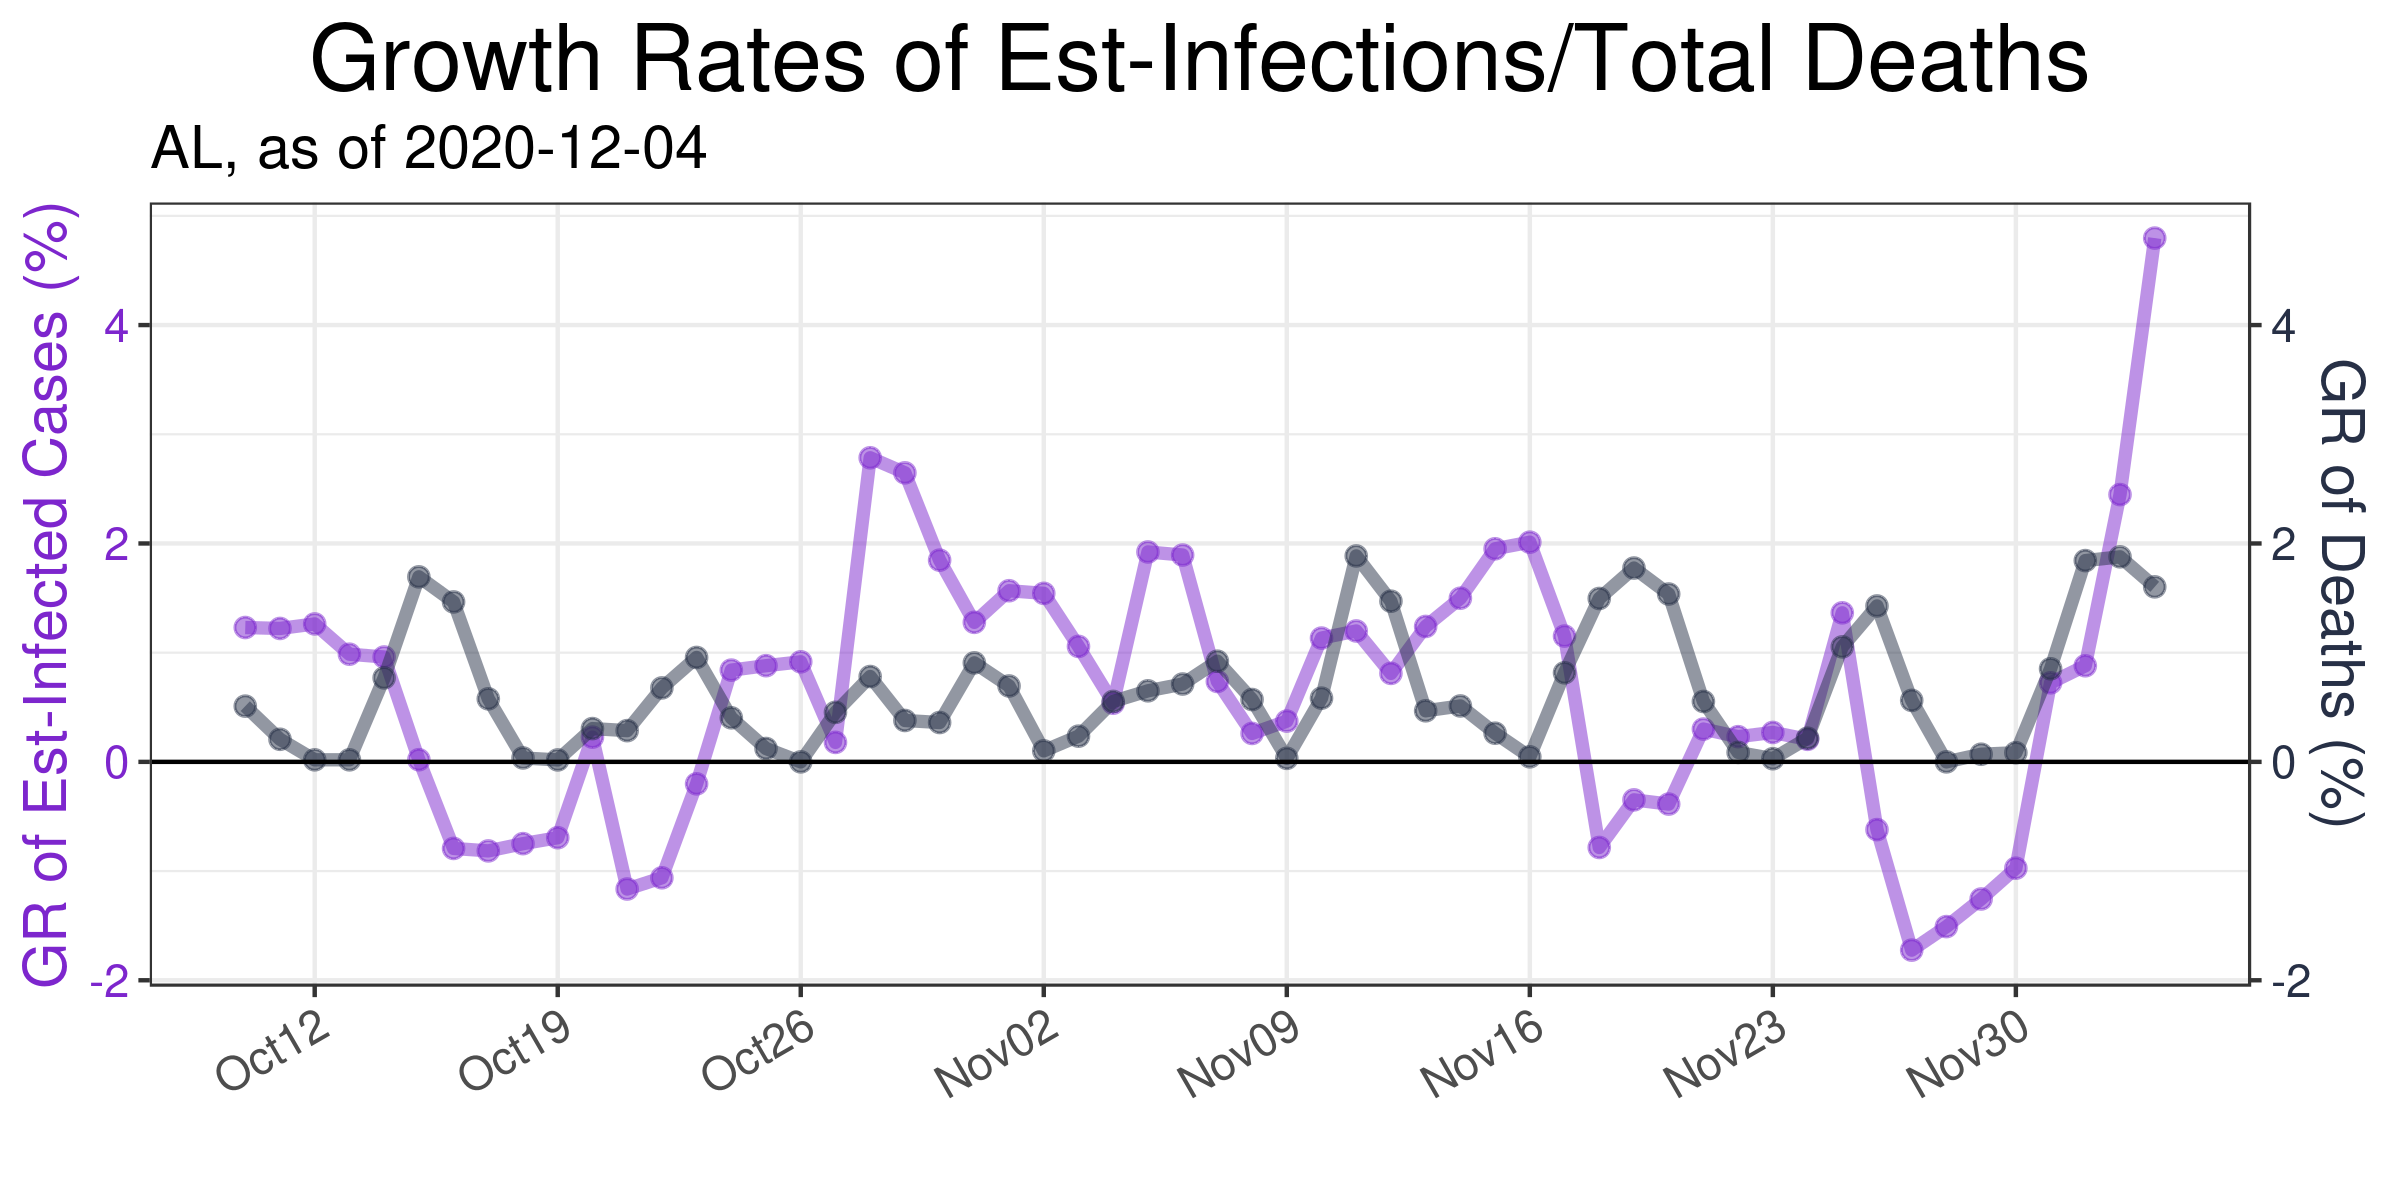 Growth Rates of Est-Infections/Total Deaths
AL, as of 2020-12-04
GR of Est-Infected Cases (%)
4
2
0
-2
4
2
0
-2
GR of Deaths (%)
Oct12
Oct19
Oct26
Nov02
Nov09
Nov16
Nov23
Nov30